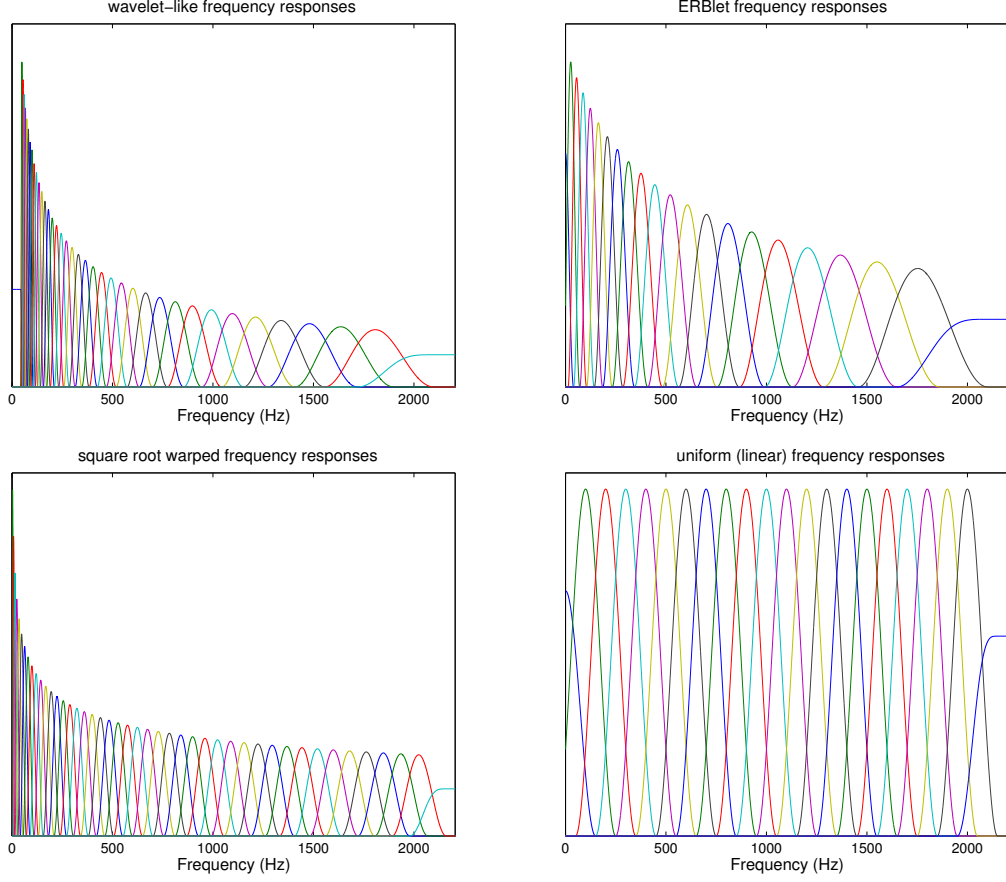 wavelet−like frequency responses
0 500 1000 1500 2000
Frequency (Hz)
ERBlet frequency responses
0 500 1000 1500 2000
Frequency (Hz)
square root warped frequency responses
0 500 1000 1500 2000
Frequency (Hz)
uniform (linear) frequency responses
0 500 1000 1500 2000
Frequency (Hz)